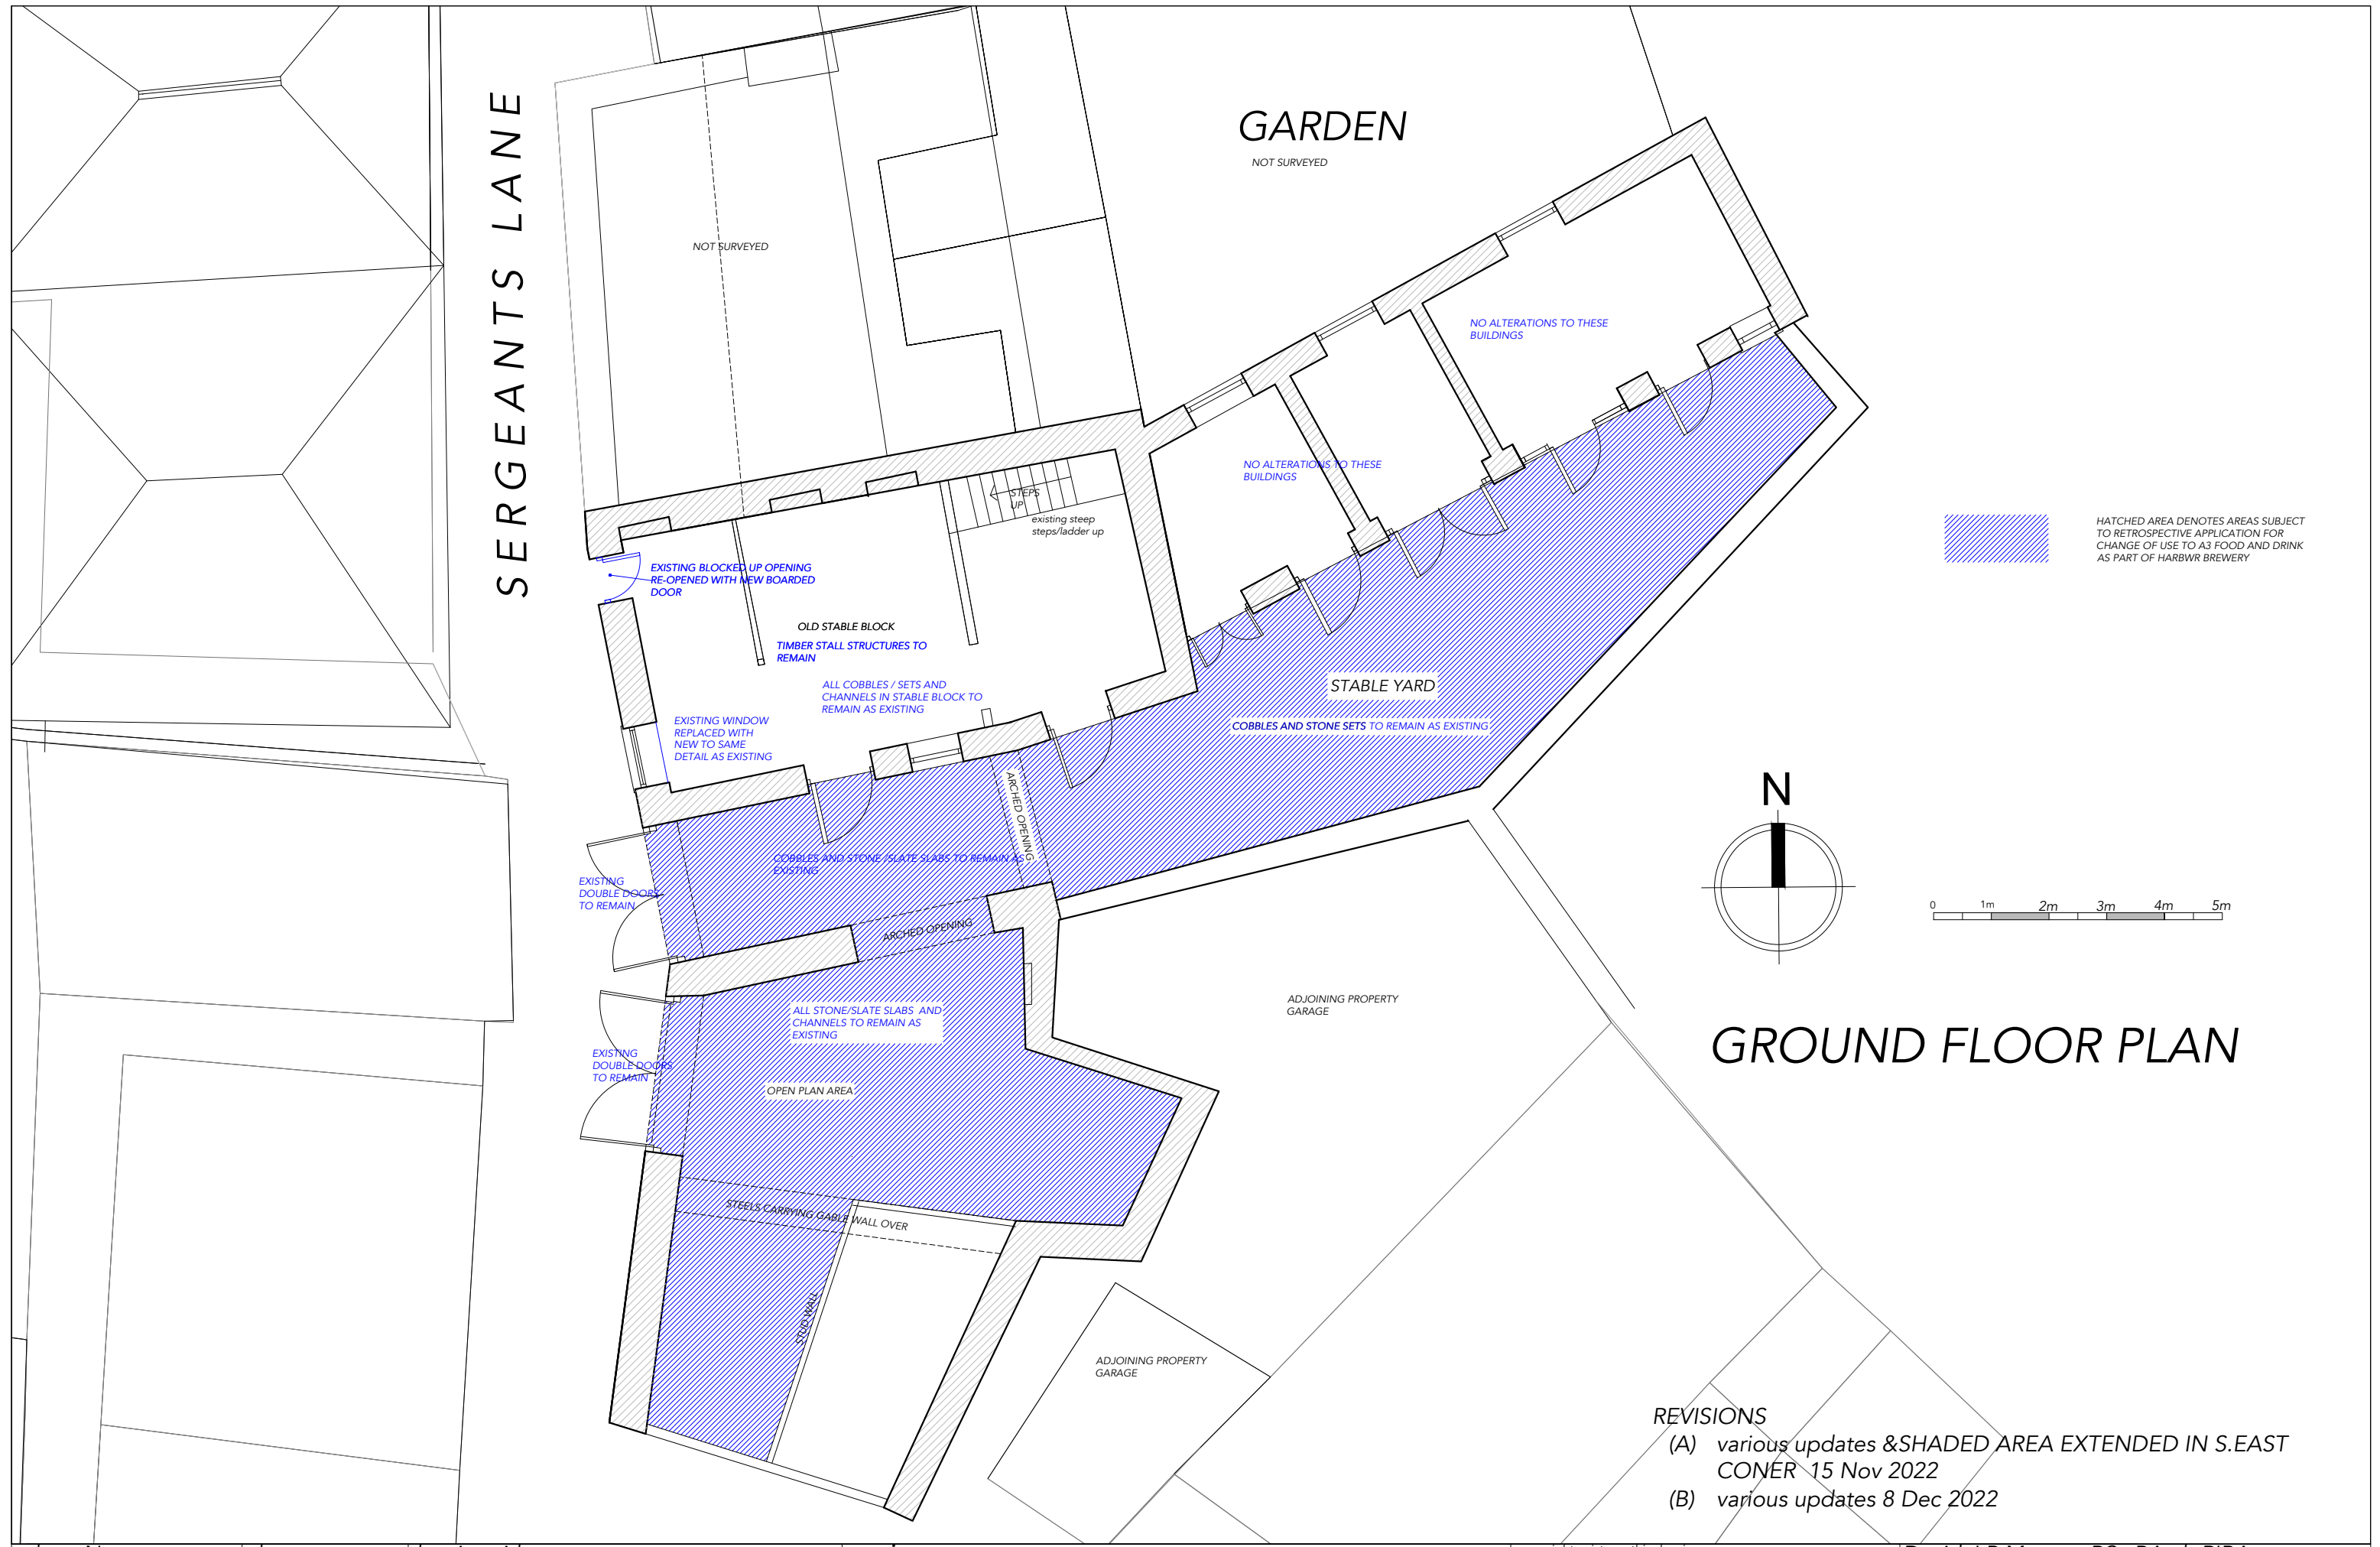 SERGEANTS LANE
GARDEN
NOT SURVEYED
NOT SURVEYED
NO ALTERATIONS TO THESE
BUILDINGS
NO ALTERATIONS TO THESE
BUILDINGS
STEPS
UP
existing steep
steps/ladder up
HATCHED AREA DENOTES AREAS SUBJECT
TO RETROSPECTIVE APPLICATION FOR
CHANGE OF USE TO A3 FOOD AND DRINK
AS PART OF HARBWR BREWERY
EXISTING BLOCKED UP OPENING
RE-OPENED WITH NEW BOARDED
DOOR
OLD STABLE BLOCK
TIMBER STALL STRUCTURES TO
REMAIN
ALL COBBLES / SETS AND
CHANNELS IN STABLE BLOCK TO
REMAIN AS EXISTING
EXISTING WINDOW
REPLACED WITH
NEW TO SAME
DETAIL AS EXISTING
STABLE YARD
COBBLES AND STONE SETS TO REMAIN AS EXISTING
ARCHED OPENING
N
COBBLES AND STONE /SLATE SLABS TO REMAIN AS
EXISTING
EXISTING
DOUBLE DOORS
TO REMAIN
0 1m 2m 3m 4m 5m
ARCHED OPENING
ALL STONE/SLATE SLABS AND
CHANNELS TO REMAIN AS
EXISTING
ADJOINING PROPERTY
GARAGE
GROUND FLOOR PLAN
EXISTING
DOUBLE DOORS
TO REMAIN
OPEN PLAN AREA
STEELS CARRYING GABLE WALL OVER
STUD WALL
ADJOINING PROPERTY
GARAGE
REVISIONS
(A) various updates &SHADED AREA EXTENDED IN S.EAST
CONER 15 Nov 2022
(B) various updates 8 Dec 2022